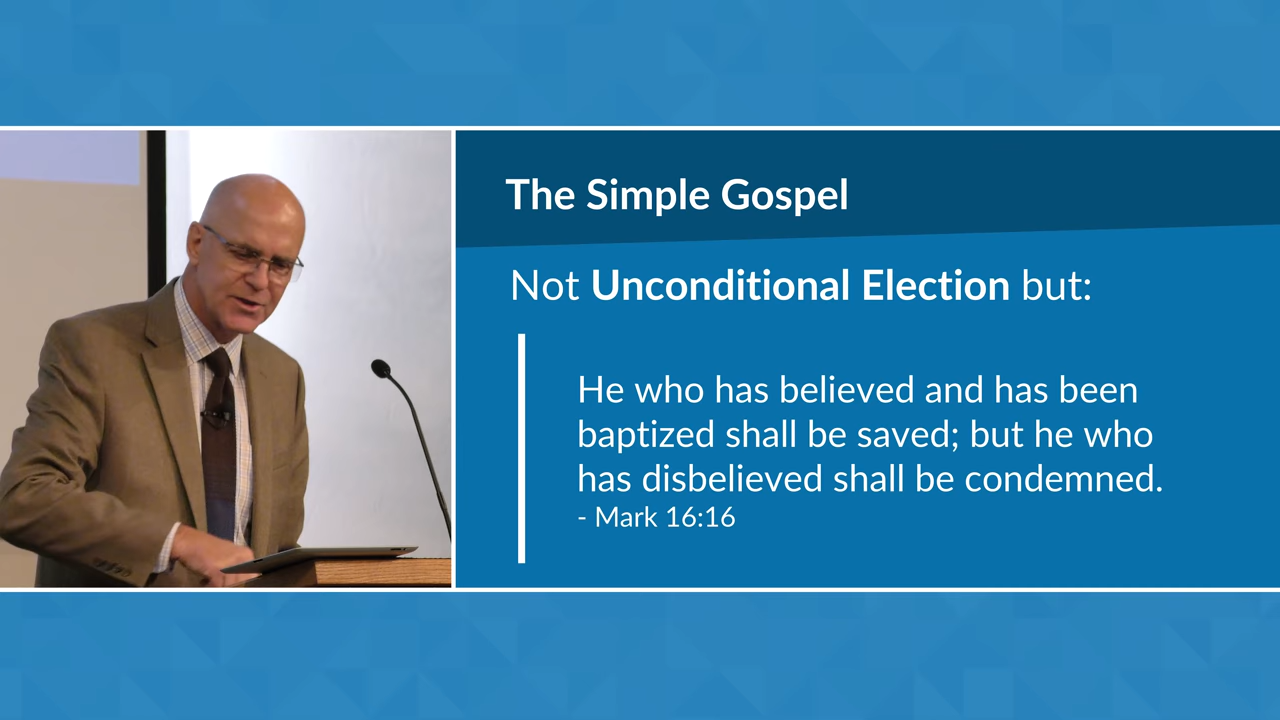 The Simple Gospel
Not Unconditional Election but:
He who has believed and has been
baptized shall be saved; but he who
has disbelieved shall be condemned.
- Mark 16:16